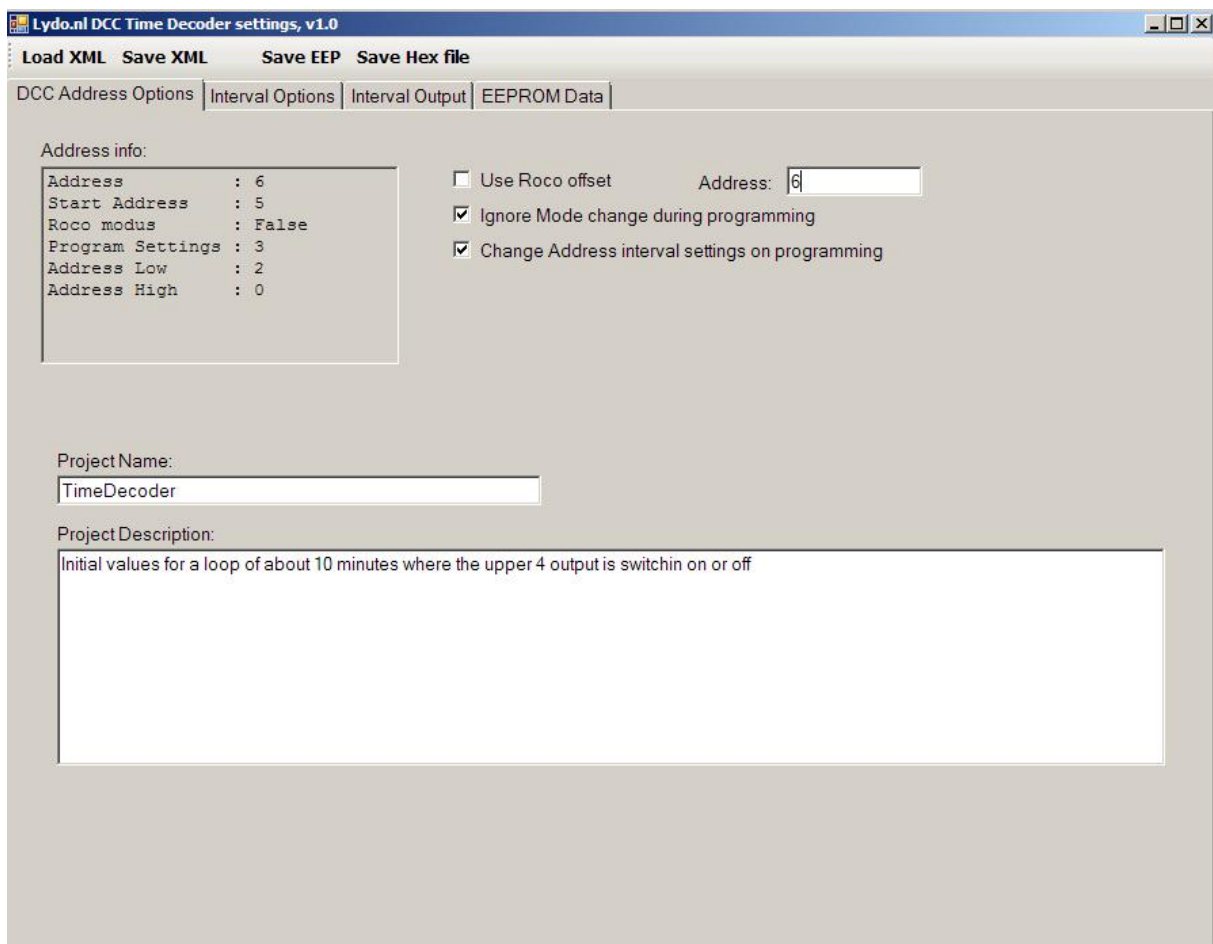 Lydo.nl DCC Time Decoder settings, v1.0
Load XML Save XML Save EEP Save Hex file
DCC Address Options Interval Options Interval Output EEPROM Data
Address info:
Address : 6
Start Address : 5
Roco modus : False
Program Settings : 3
Address Low : 2
Address High : 0
Use Roco offset Address: 6
Ignore Mode change during programming
Change Address interval settings on programming
Project Name:
TimeDecoder
Project Description:
Initial values for a loop of about 10 minutes where the upper 4 output is switchin on or off